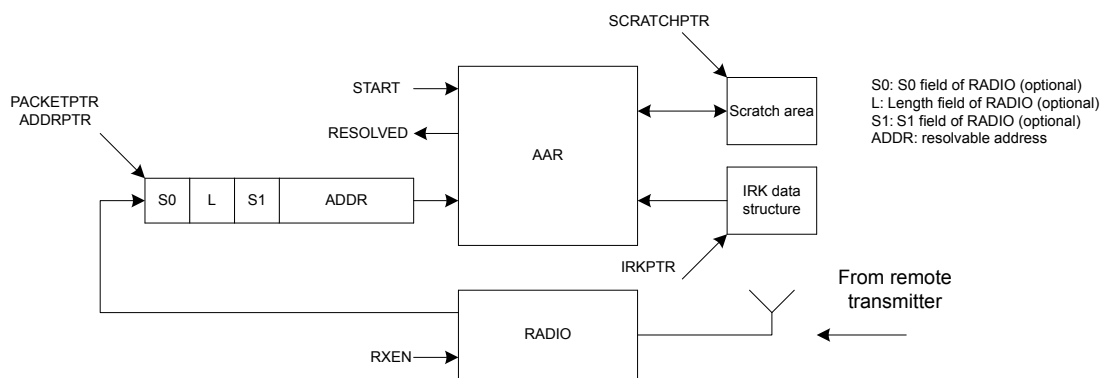 SCRATCHPTR
START
S0: S0 field of RADIO (optional)
L: Length field of RADIO (optional)
S1: S1 field of RADIO (optional)
ADDR: resolvable address
PACKETPTR
ADDRPTR
Scratch area
RESOLVED
AAR
S0
L
S1
ADDR
IRK data
structure
IRKPTR
From remote
transmitter
RADIO
RXEN